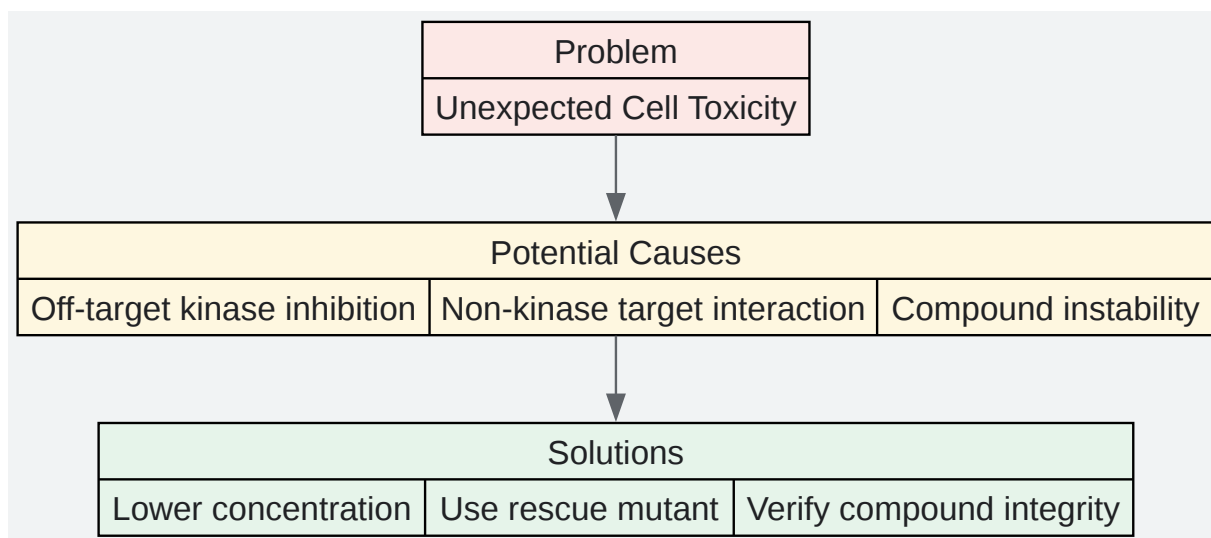 Problem
Unexpected Cell Toxicity
Potential Causes
Off-target kinase inhibition Non-kinase target interaction Compound instability
Solutions
Lower concentration Use rescue mutant Verify compound integrity